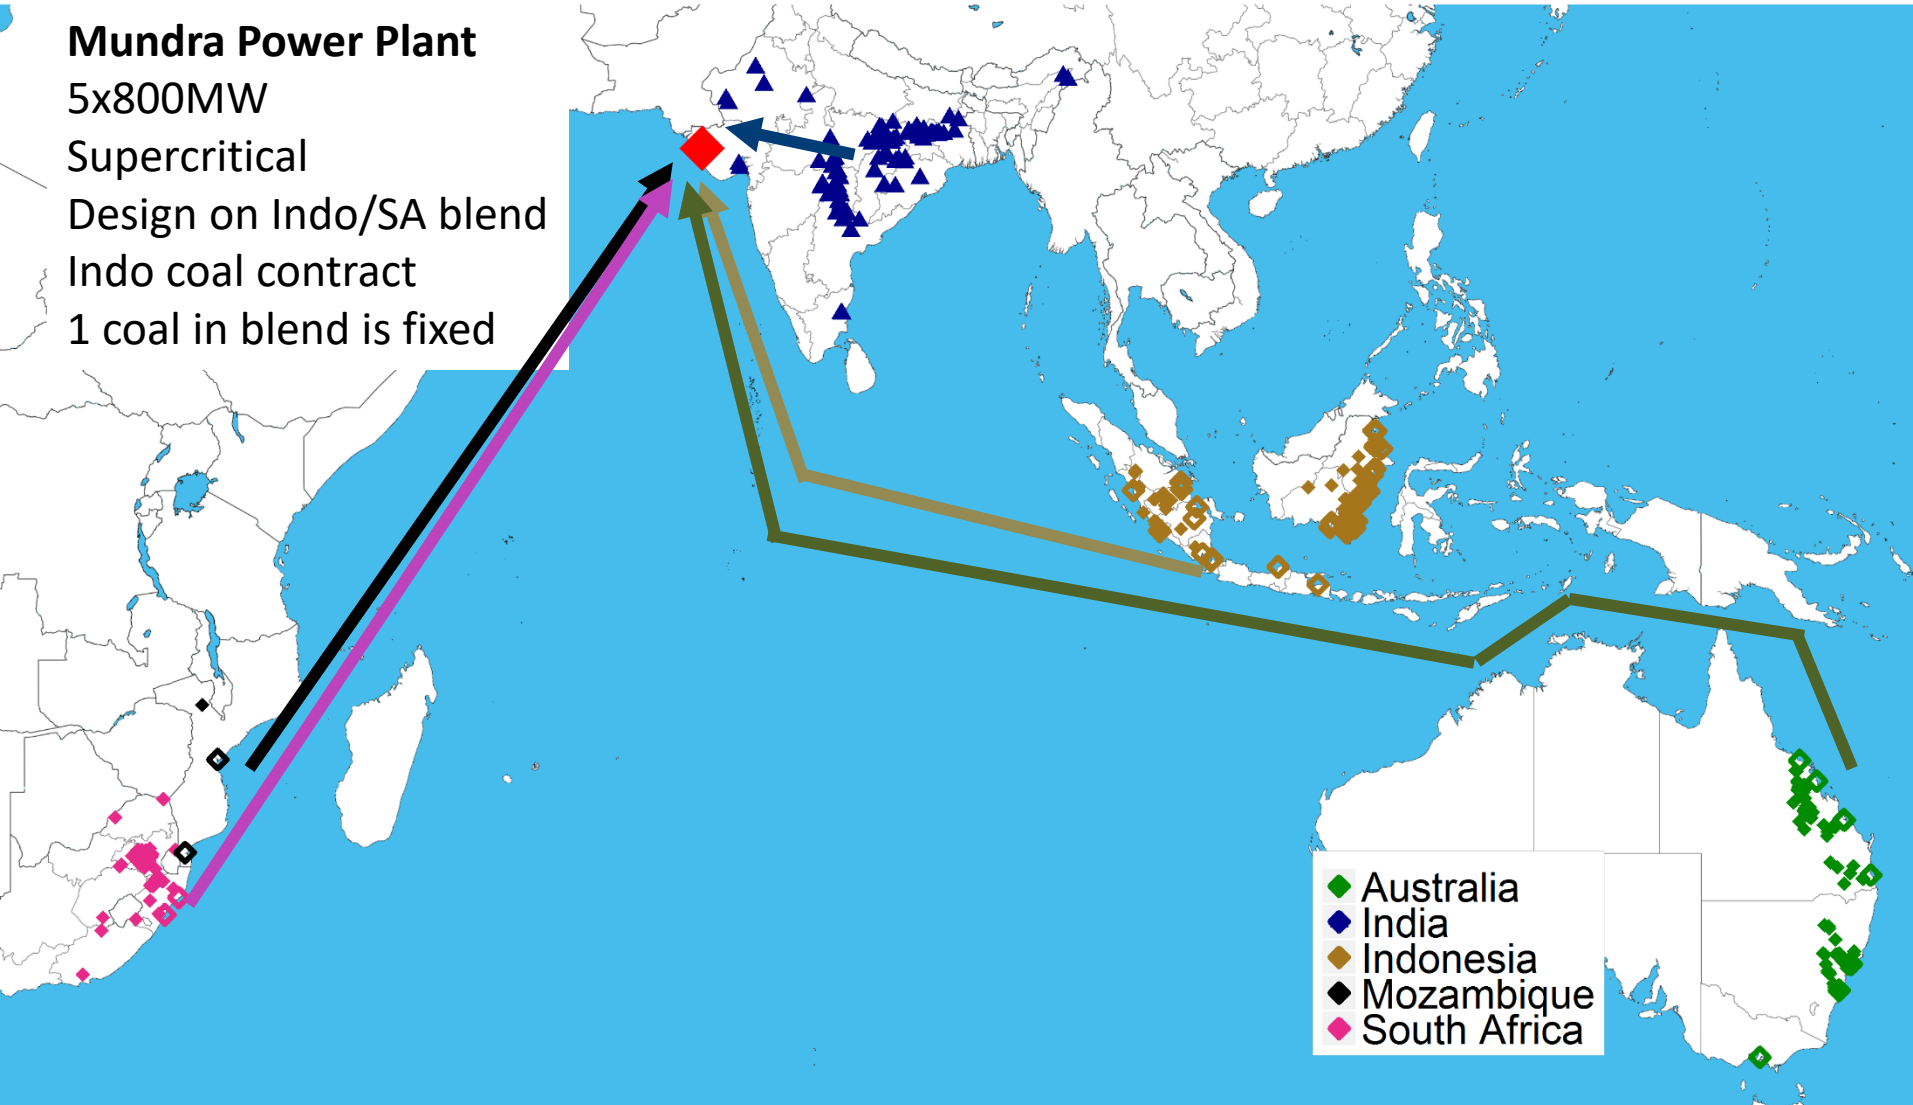 Mundra Power Plant
5x800MW
Supercritical
Design on Indo/SA blend
Indo coal contract
1 coal in blend is fixed
Australia
India
Indonesia
Mozambique
South Africa